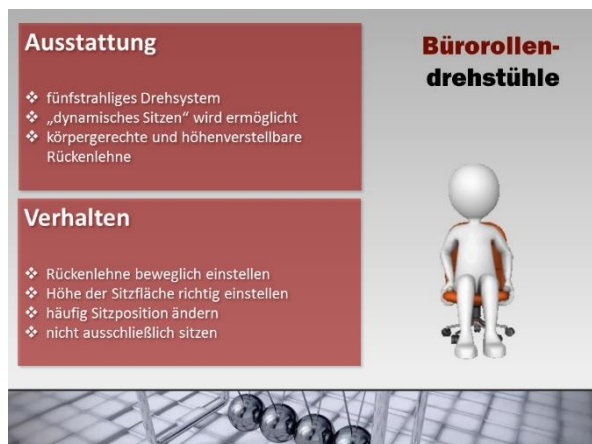 Ausstattung
❖ fünfstrahliges Drehsystem
❖ „dynamisches Sitzen“ wird ermöglicht
❖ körpergerechte und höhenverstellbare
Rückenlehne
Bürorollen-
drehstühle
Verhalten
❖ Rückenlehne beweglich einstellen
❖ Höhe der Sitzfläche richtig einstellen
❖ häufig Sitzposition ändern
❖ nicht ausschließlich sitzen